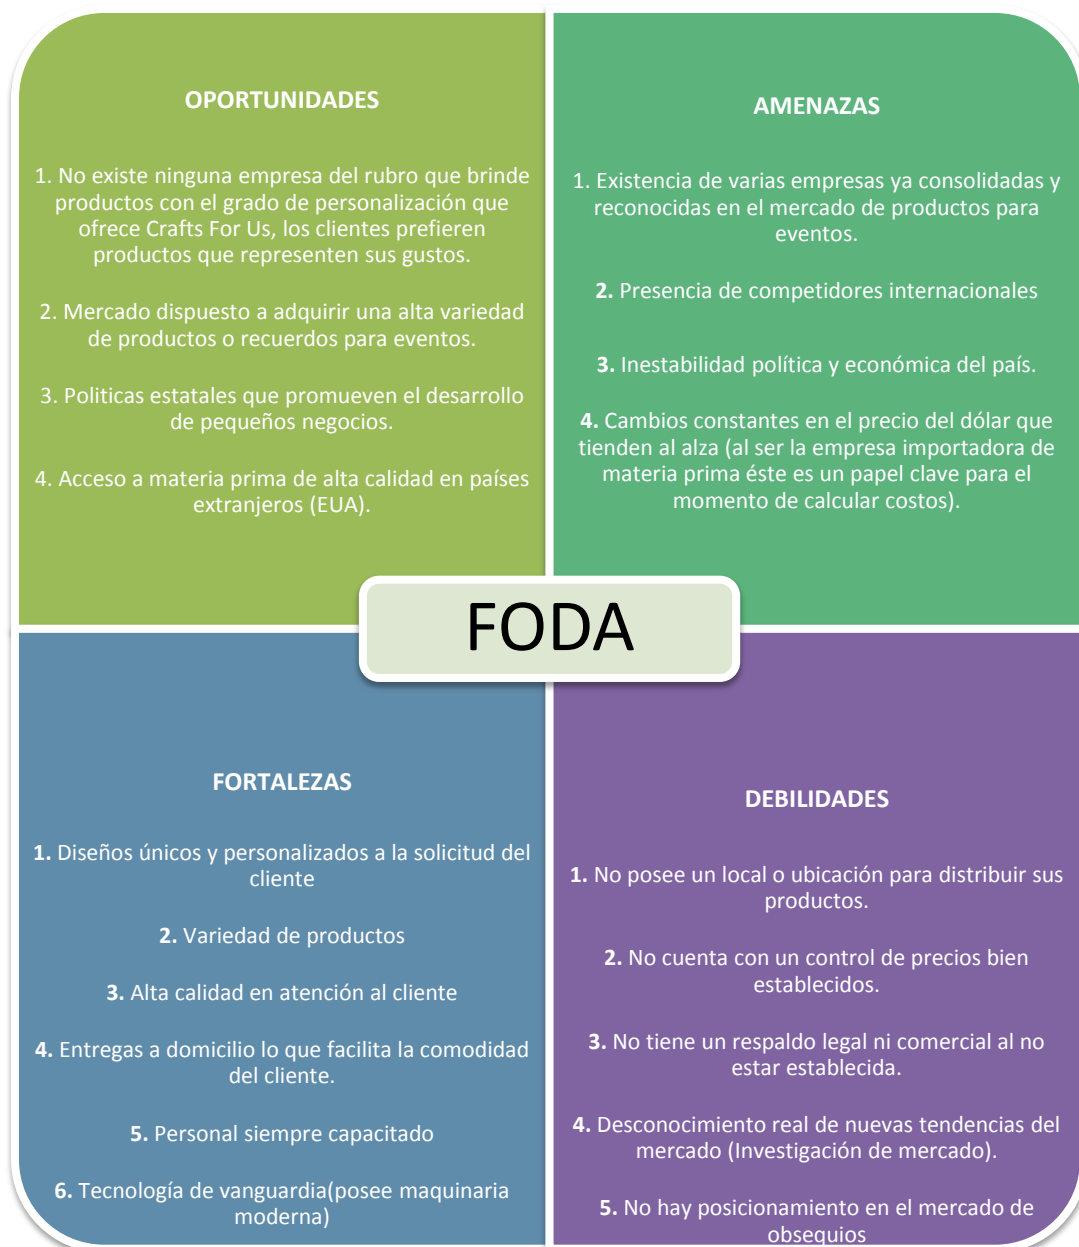 OPORTUNIDADES
1. No existe ninguna empresa del rubro que brinde
productos con el grado de personalización que
ofrece Crafts For Us, los clientes prefieren
productos que representen sus gustos.
2. Mercado dispuesto a adquirir una alta variedad
de productos o recuerdos para eventos.
3. Politicas estatales que promueven el desarrollo
de pequeños negocios.
4. Acceso a materia prima de alta calidad en países
extranjeros (EUA).
AMENAZAS
1. Existencia de varias empresas ya consolidadas y
reconocidas en el mercado de productos para
eventos.
2. Presencia de competidores internacionales
3. Inestabilidad política y económica del país.
4. Cambios constantes en el precio del dólar que
tienden al alza (al ser la empresa importadora de
materia prima éste es un papel clave para el
momento de calcular costos).
FODA
FORTALEZAS
1. Diseños únicos y personalizados a la solicitud del
cliente
2. Variedad de productos
3. Alta calidad en atención al cliente
4. Entregas a domicilio lo que facilita la comodidad
del cliente.
5. Personal siempre capacitado
6. Tecnología de vanguardia(posee maquinaria
moderna)
DEBILIDADES
1. No posee un local o ubicación para distribuir sus
productos.
2. No cuenta con un control de precios bien
establecidos.
3. No tiene un respaldo legal ni comercial al no
estar establecida.
4. Desconocimiento real de nuevas tendencias del
mercado (Investigación de mercado).
5. No hay posicionamiento en el mercado de
obsequios